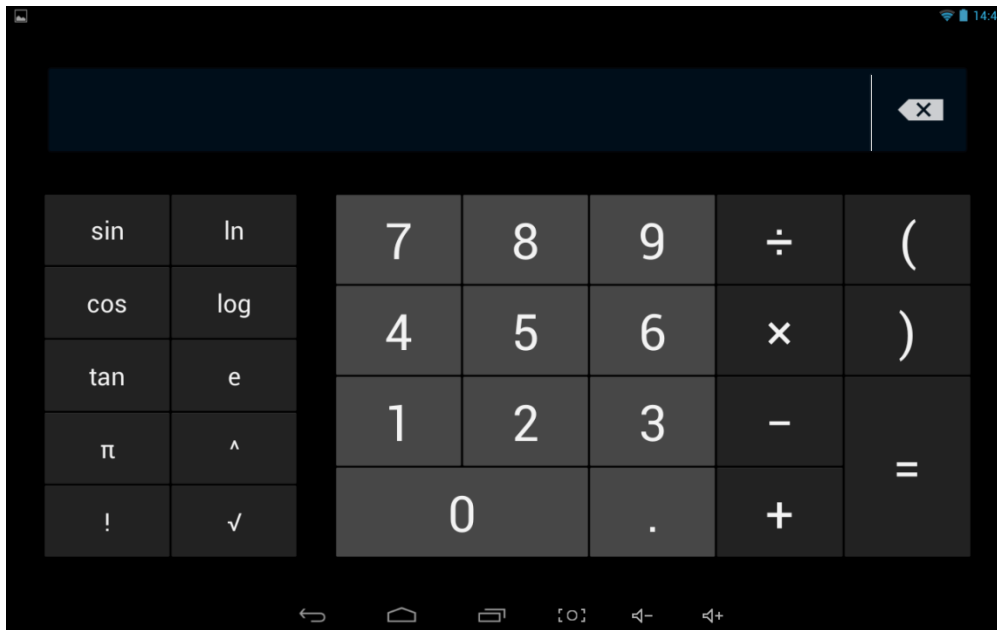 14:4
sin ln 7 8 9 ÷ (
cos log 4 5 6 × )
tan e 1 2 3 − =
π ^
! √ 0 . +